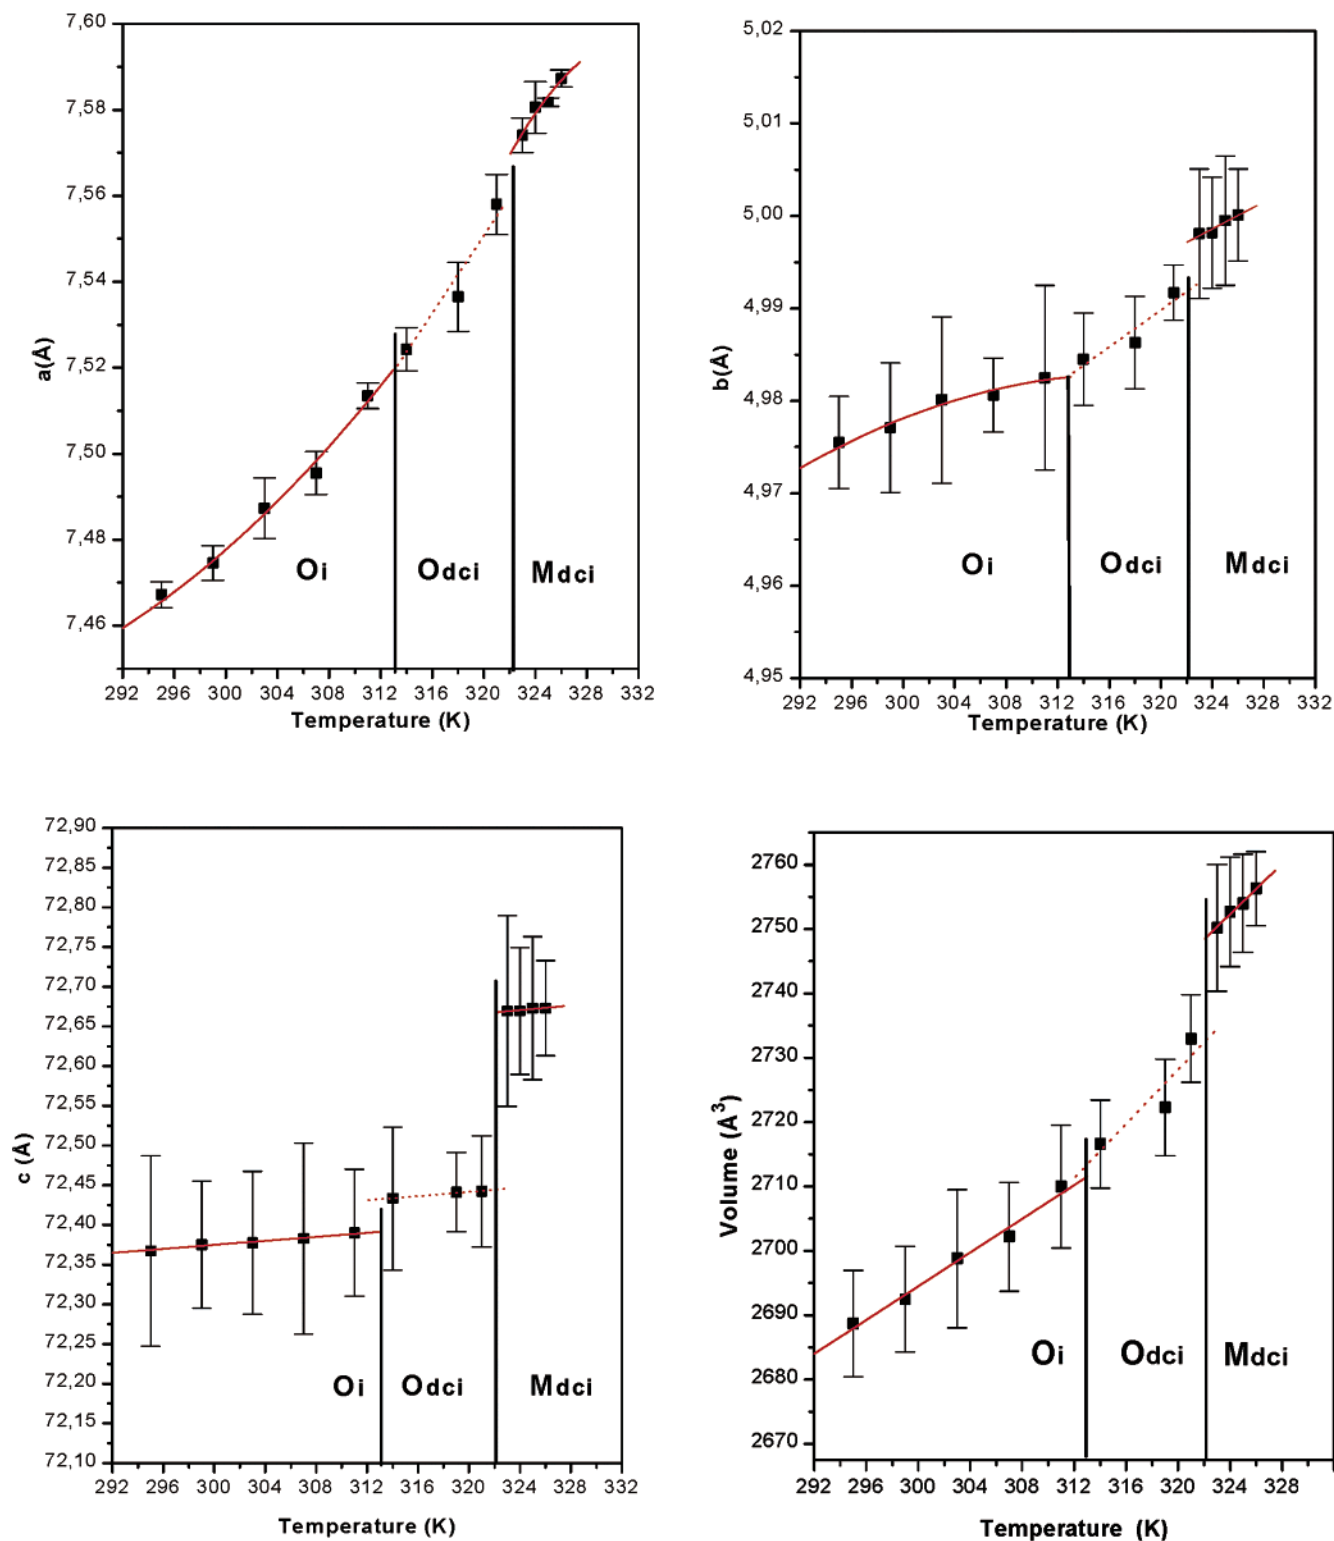 7,60
7,58
7,56
7,54
7,52
7,50
7,48
7,46
a(Å)
Oi Odci Mdci
292 296 300 304 308 312 316 320 324 328 332
Temperature (K)
5,02
5,01
5,00
4,99
4,98
4,97
4,96
4,95
b(Å)
Oi Odci Mdci
292 296 300 304 308 312 316 320 324 328 332
Temperature (K)
72,90
72,85
72,80
72,75
72,70
72,65
72,60
72,55
72,50
72,45
72,40
72,35
72,30
72,25
72,20
72,15
72,10
c (Å)
Oi Odci Mdci
292 296 300 304 308 312 316 320 324 328 332
Temperature (K)
2760
2750
2740
2730
2720
2710
2700
2690
2680
2670
Volume (Å³)
Oi Odci Mdci
292 296 300 304 308 312 316 320 324 328
Temperature (K)